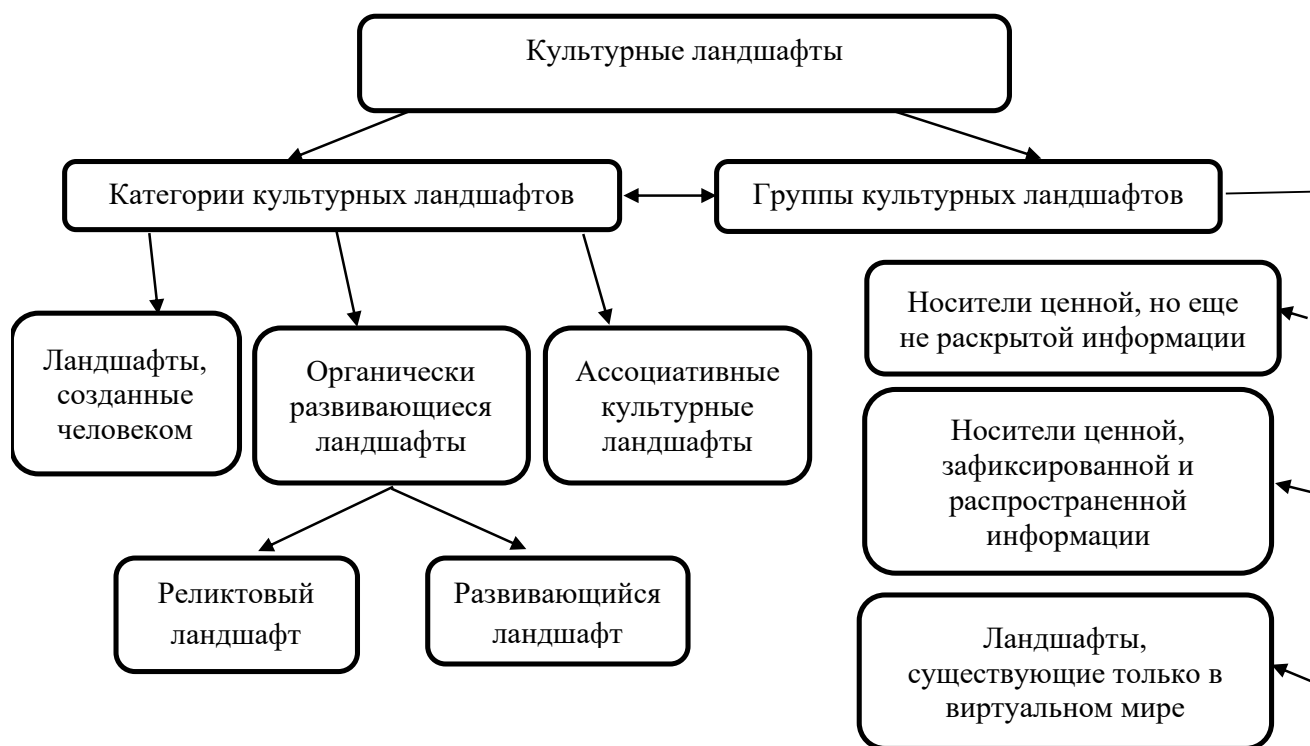 Культурные ландшафты
Категории культурных ландшафтов
Группы культурных ландшафтов
Ландшафты,
созданные
человеком
Органически
развивающиеся
ландшафты
Ассоциативные
культурные
ландшафты
Реликтовый
ландшафт
Развивающийся
ландшафт
Носители ценной, но еще
не раскрытой информации
Носители ценной,
зафиксированной и
распространенной
информации
Ландшафты,
существующие только в
виртуальном мире